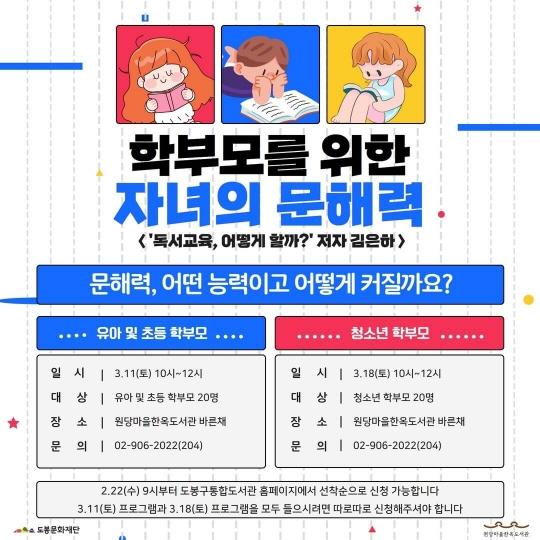 학부모를 위한
자녀의 문해력
< '독서교육, 어떻게 할까?' 저자 김은하 >
문해력, 어떤 능력이고 어떻게 커질까요?
.... 유아 및 초등 학부모 ....
일 시 | 3.11(토) 10시~12시
대 상 | 유아 및 초등 학부모 20명
장 소 | 원당마을한옥도서관 바른채
문 의 | 02-906-2022(204)
...... 청소년 학부모 ......
일 시 | 3.18(토) 10시~12시
대 상 | 청소년 학부모 20명
장 소 | 원당마을한옥도서관 바른채
문 의 | 02-906-2022(204)
2.22(수) 9시부터 도봉구통합도서관 홈페이지에서 선착순으로 신청 가능합니다
3.11(토) 프로그램과 3.18(토) 프로그램을 모두 들으시려면 따로따로 신청해주셔야 합니다
도봉문화재단
원당마을한옥도서관